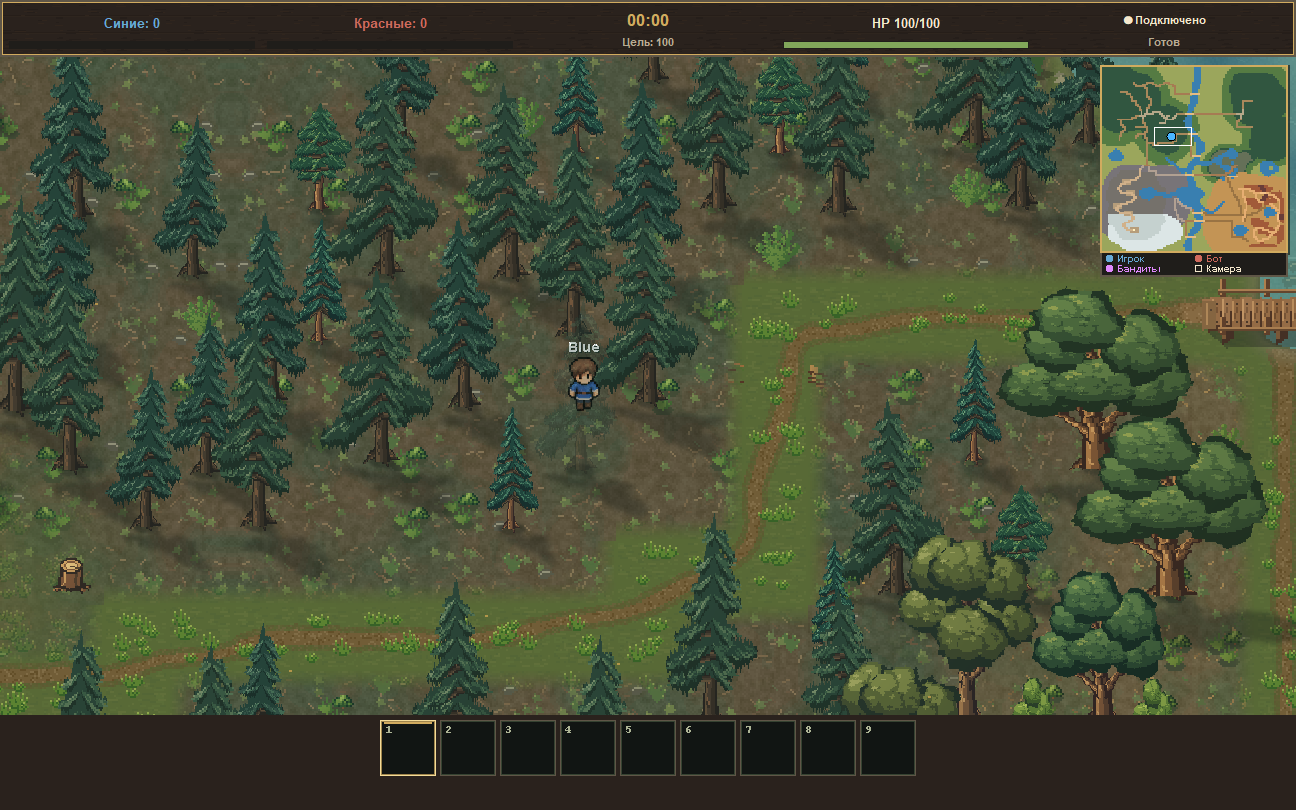 Синие: 0
Красные: 0
00:00
Цель: 100
HP 100/100
Подключено
Готов
Игрок
Бот
Бандиты
Камера
Blue
1 2 3 4 5 6 7 8 9